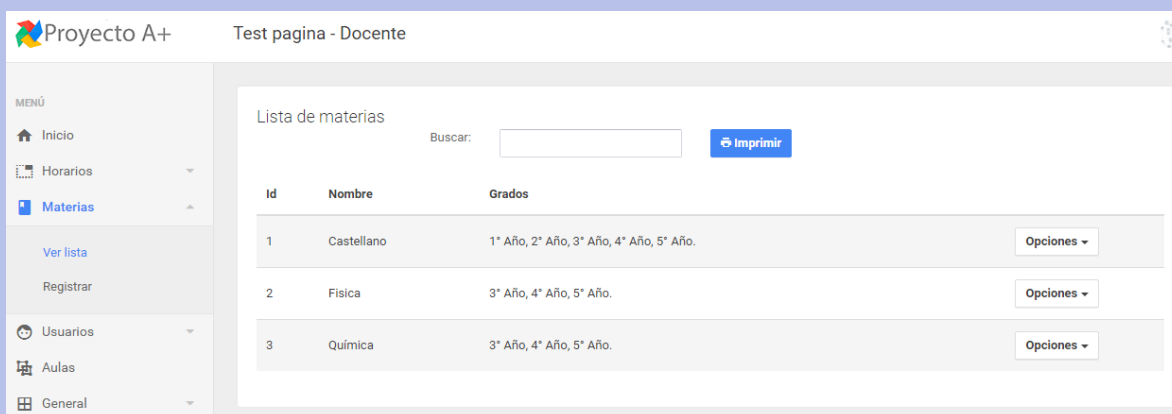 Proyecto A+
Test pagina - Docente
MENÚ
Inicio
Horarios
Materias
Ver lista
Registrar
Usuarios
Aulas
General
Lista de materias
Buscar:
Imprimir
Id Nombre Grados
1 Castellano 1° Año, 2° Año, 3° Año, 4° Año, 5° Año. Opciones
2 Fisica 3° Año, 4° Año, 5° Año. Opciones
3 Química 3° Año, 4° Año, 5° Año. Opciones